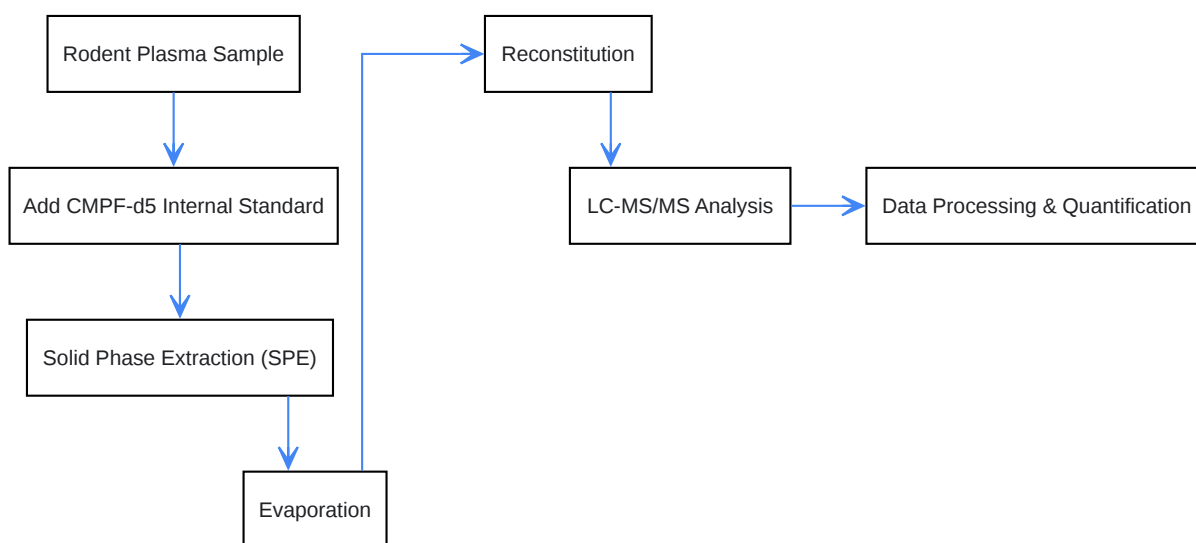 Rodent Plasma Sample
Add CMPF-d5 Internal Standard
Solid Phase Extraction (SPE)
Evaporation
Reconstitution
LC-MS/MS Analysis
Data Processing & Quantification